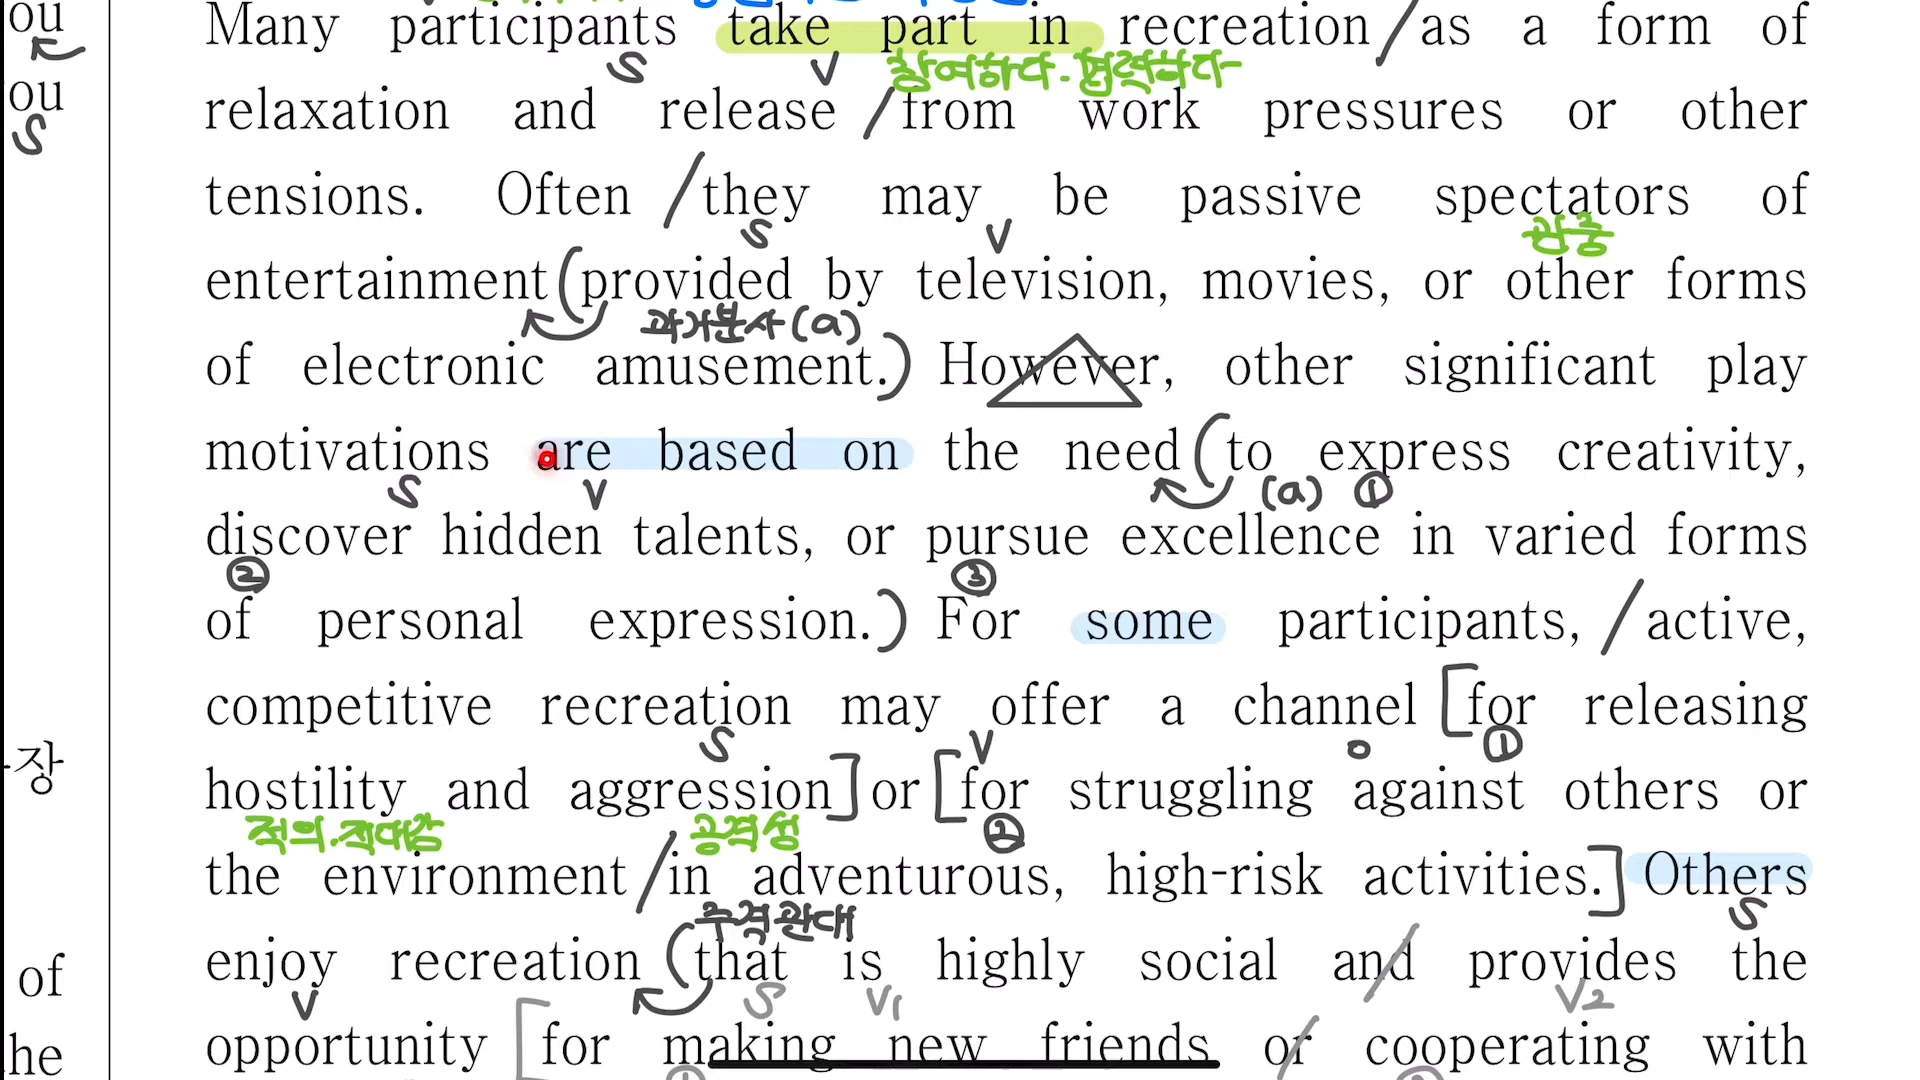 ou
ou
S
장
of
he
Many participants take part in recreation / as a form of
S V 참여하다. 협력하다
relaxation and release / from work pressures or other
tensions. Often / they may be passive spectators of
S V 관중
entertainment (provided by television, movies, or other forms
과거분사 (a)
of electronic amusement.) However, other significant play
motivations are based on the need (to express creativity,
S V (a) ①
discover hidden talents, or pursue excellence in varied forms
② ③
of personal expression.) For some participants, / active,
competitive recreation may offer a channel [for releasing
S V o ①
hostility and aggression] or [for struggling against others or
적의. 적대감 공격성 ②
the environment / in adventurous, high-risk activities.] Others
주격관대 S
enjoy recreation (that is highly social and / provides the
V S V1 V2
opportunity [for making new friends or / cooperating with